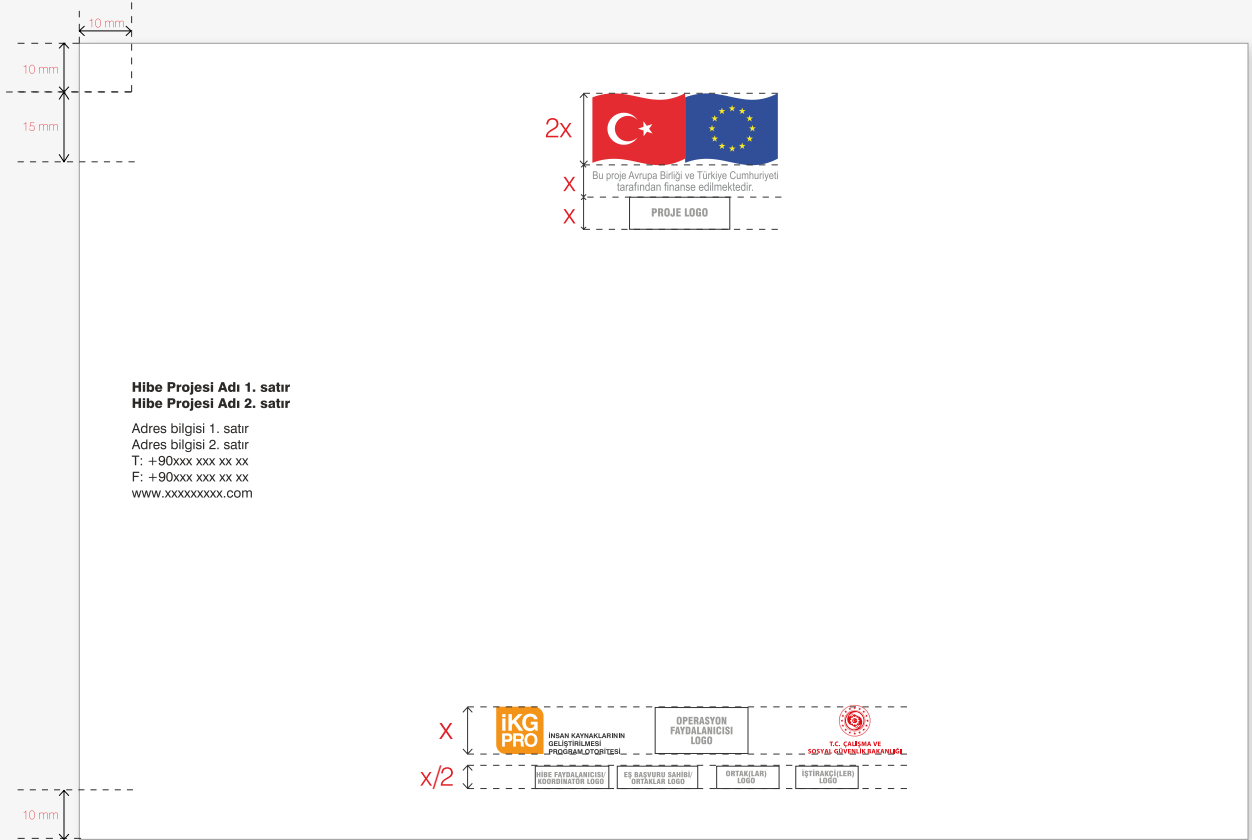 10 mm
10 mm
15 mm
2x
Bu proje Avrupa Birliği ve Türkiye Cumhuriyeti
tarafından finanse edilmektedir.
x
PROJE LOGO
x
Hibe Projesi Adı 1. satır
Hibe Projesi Adı 2. satır
Adres bilgisi 1. satır
Adres bilgisi 2. satır
T: +90xxx xxx xx xx
F: +90xxx xxx xx xx
www.xxxxxxxxx.com
x
iKG
PRO
İNSAN KAYNAKLARININ
GELİŞTİRİLMESİ
PROGRAM OTORİTESİ
OPERASYON
FAYDALANICISI
LOGO
T.C. ÇALIŞMA VE
SOSYAL GÜVENLİK BAKANLIĞI
x/2
HİBE FAYDALANICISI/
KOORDİNATÖR LOGO
EŞ BAŞVURU SAHİBİ/
ORTAKLAR LOGO
ORTAK(LAR)
LOGO
İŞTİRAKÇİ(LER)
LOGO
10 mm